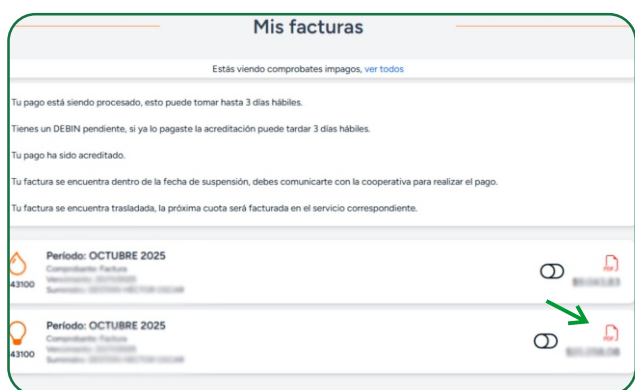 Mis facturas
Estás viendo comprobates impagos, ver todos
Tu pago está siendo procesado, esto puede tomar hasta 3 días hábiles.
Tienes un DEBIN pendiente, si ya lo pagaste la acreditación puede tardar 3 días hábiles.
Tu pago ha sido acreditado.
Tu factura se encuentra dentro de la fecha de suspensión, debes comunicarte con la cooperativa para realizar el pago.
Tu factura se encuentra trasladada, la próxima cuota será facturada en el servicio correspondiente.
Período: OCTUBRE 2025
Comprobante: Factura
43100
PDF
Período: OCTUBRE 2025
Comprobante: Factura
43100
PDF